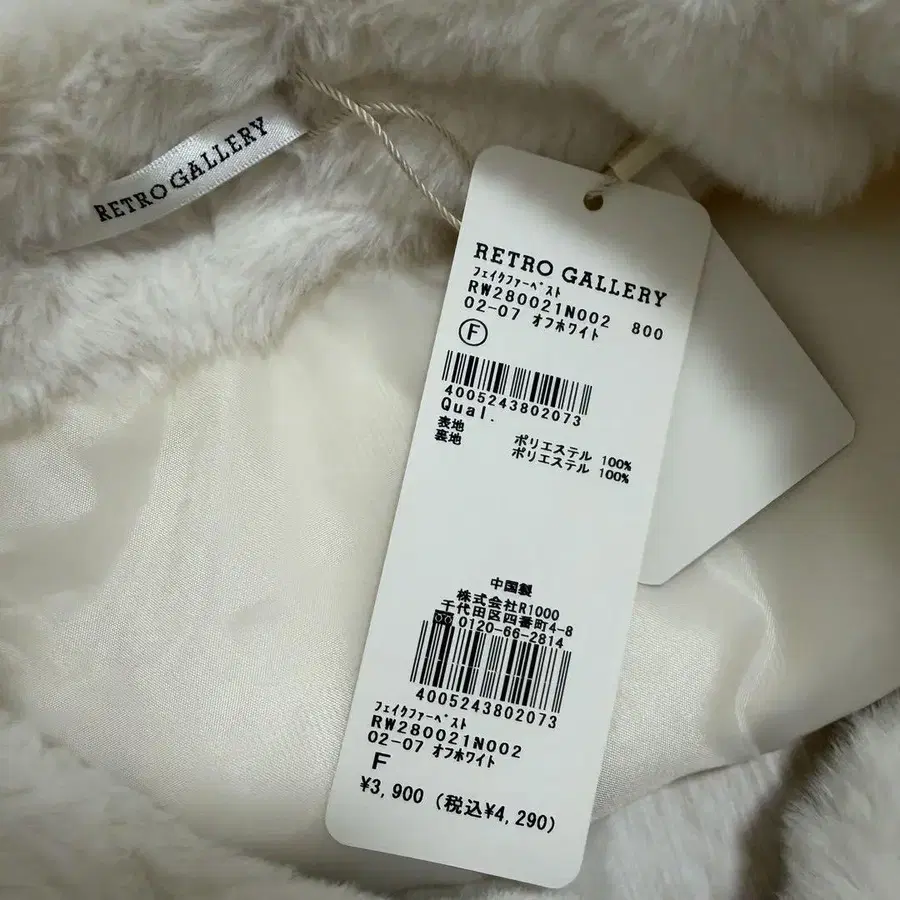 RETRO GALLERY
RETRO GALLERY
フェイクファーベスト
RW280021N002 800
02-07 オフホワイト
F
4005243802073
Qual.
表地 ポリエステル 100%
裏地 ポリエステル 100%
中国製
株式会社R1000
千代田区四番町4-8
0120-66-2814
4005243802073
フェイクファーベスト
RW280021N002
02-07 オフホワイト
F
¥3,900 (税込¥4,290)